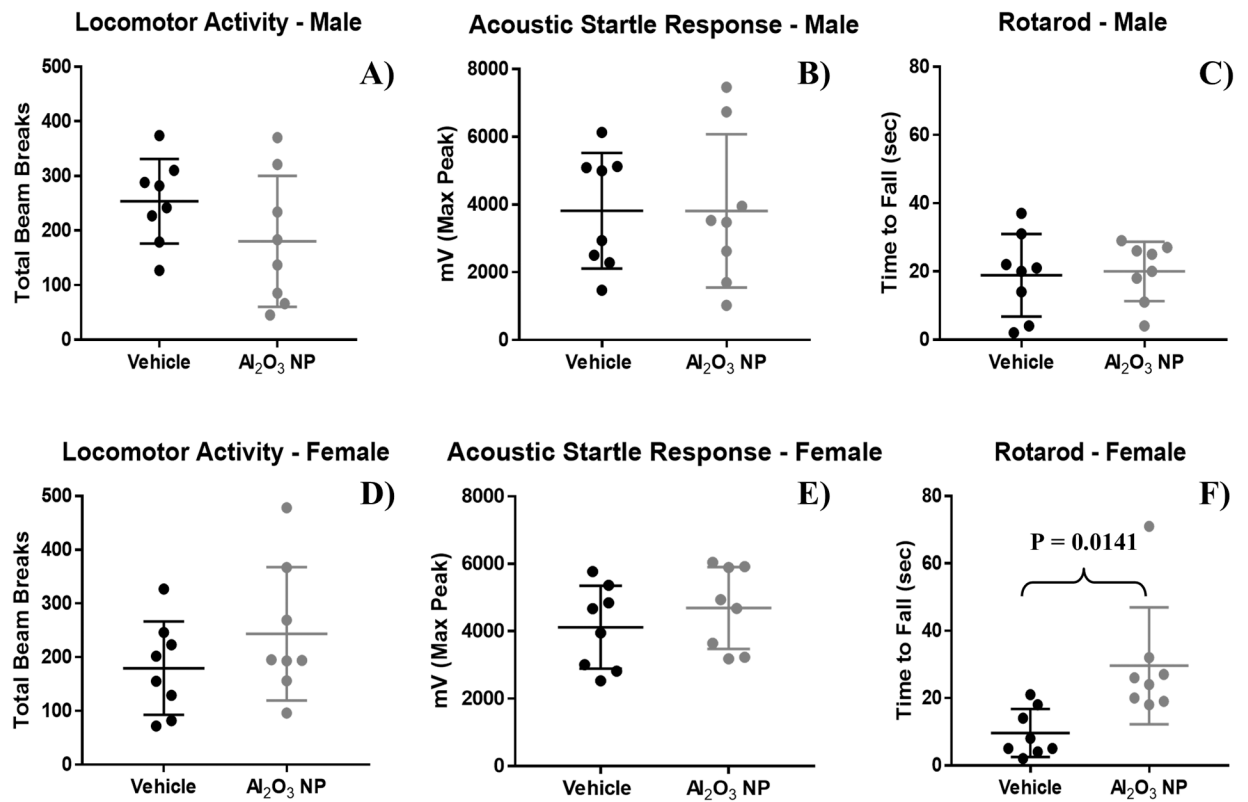 Locomotor Activity - Male
A)
Total Beam Breaks
500
400
300
200
100
0
Vehicle
Al₂O₃ NP
Acoustic Startle Response - Male
B)
mV (Max Peak)
8000
6000
4000
2000
0
Vehicle
Al₂O₃ NP
Rotarod - Male
C)
Time to Fall (sec)
80
60
40
20
0
Vehicle
Al₂O₃ NP
Locomotor Activity - Female
D)
Total Beam Breaks
500
400
300
200
100
0
Vehicle
Al₂O₃ NP
Acoustic Startle Response - Female
E)
mV (Max Peak)
8000
6000
4000
2000
0
Vehicle
Al₂O₃ NP
Rotarod - Female
F)
Time to Fall (sec)
80
60
40
20
0
P = 0.0141
Vehicle
Al₂O₃ NP